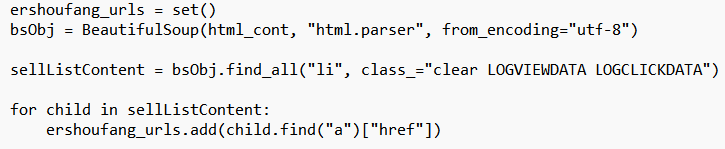 ershoufang_urls = set()
bsObj = BeautifulSoup(html_cont, "html.parser", from_encoding="utf-8")
sellListContent = bsObj.find_all("li", class_="clear LOGVIEWDATA LOGCLICKDATA")
for child in sellListContent:
    ershoufang_urls.add(child.find("a")["href"])